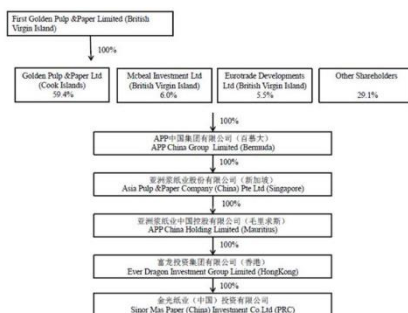 First Golden Pulp &Paper Limited (British
Virgin Island)
100%
Golden Pulp &Paper Ltd
(Cook Islands)
59.4%
Mcbeal Investment Ltd
(British Virgin Island)
6.0%
Eurotrade Developments
Ltd (British Virgin Island)
5.5%
Other Shareholders
29.1%
100%
APP中国集团有限公司（百慕大）
APP China Group Limited (Bermuda)
100%
亚洲浆纸业股份有限公司（新加坡）
Asia Pulp &Paper Company (China) Pte Ltd (Singapore)
100%
亚洲浆纸业中国控股有限公司（毛里求斯）
APP China Holding Limited (Mauritius)
100%
富龙投资集团有限公司（香港）
Ever Dragon Investment Group Limited (HongKong)
100%
金光纸业（中国）投资有限公司
Sinor Mas Paper (China) Investment Co.Ltd (PRC)